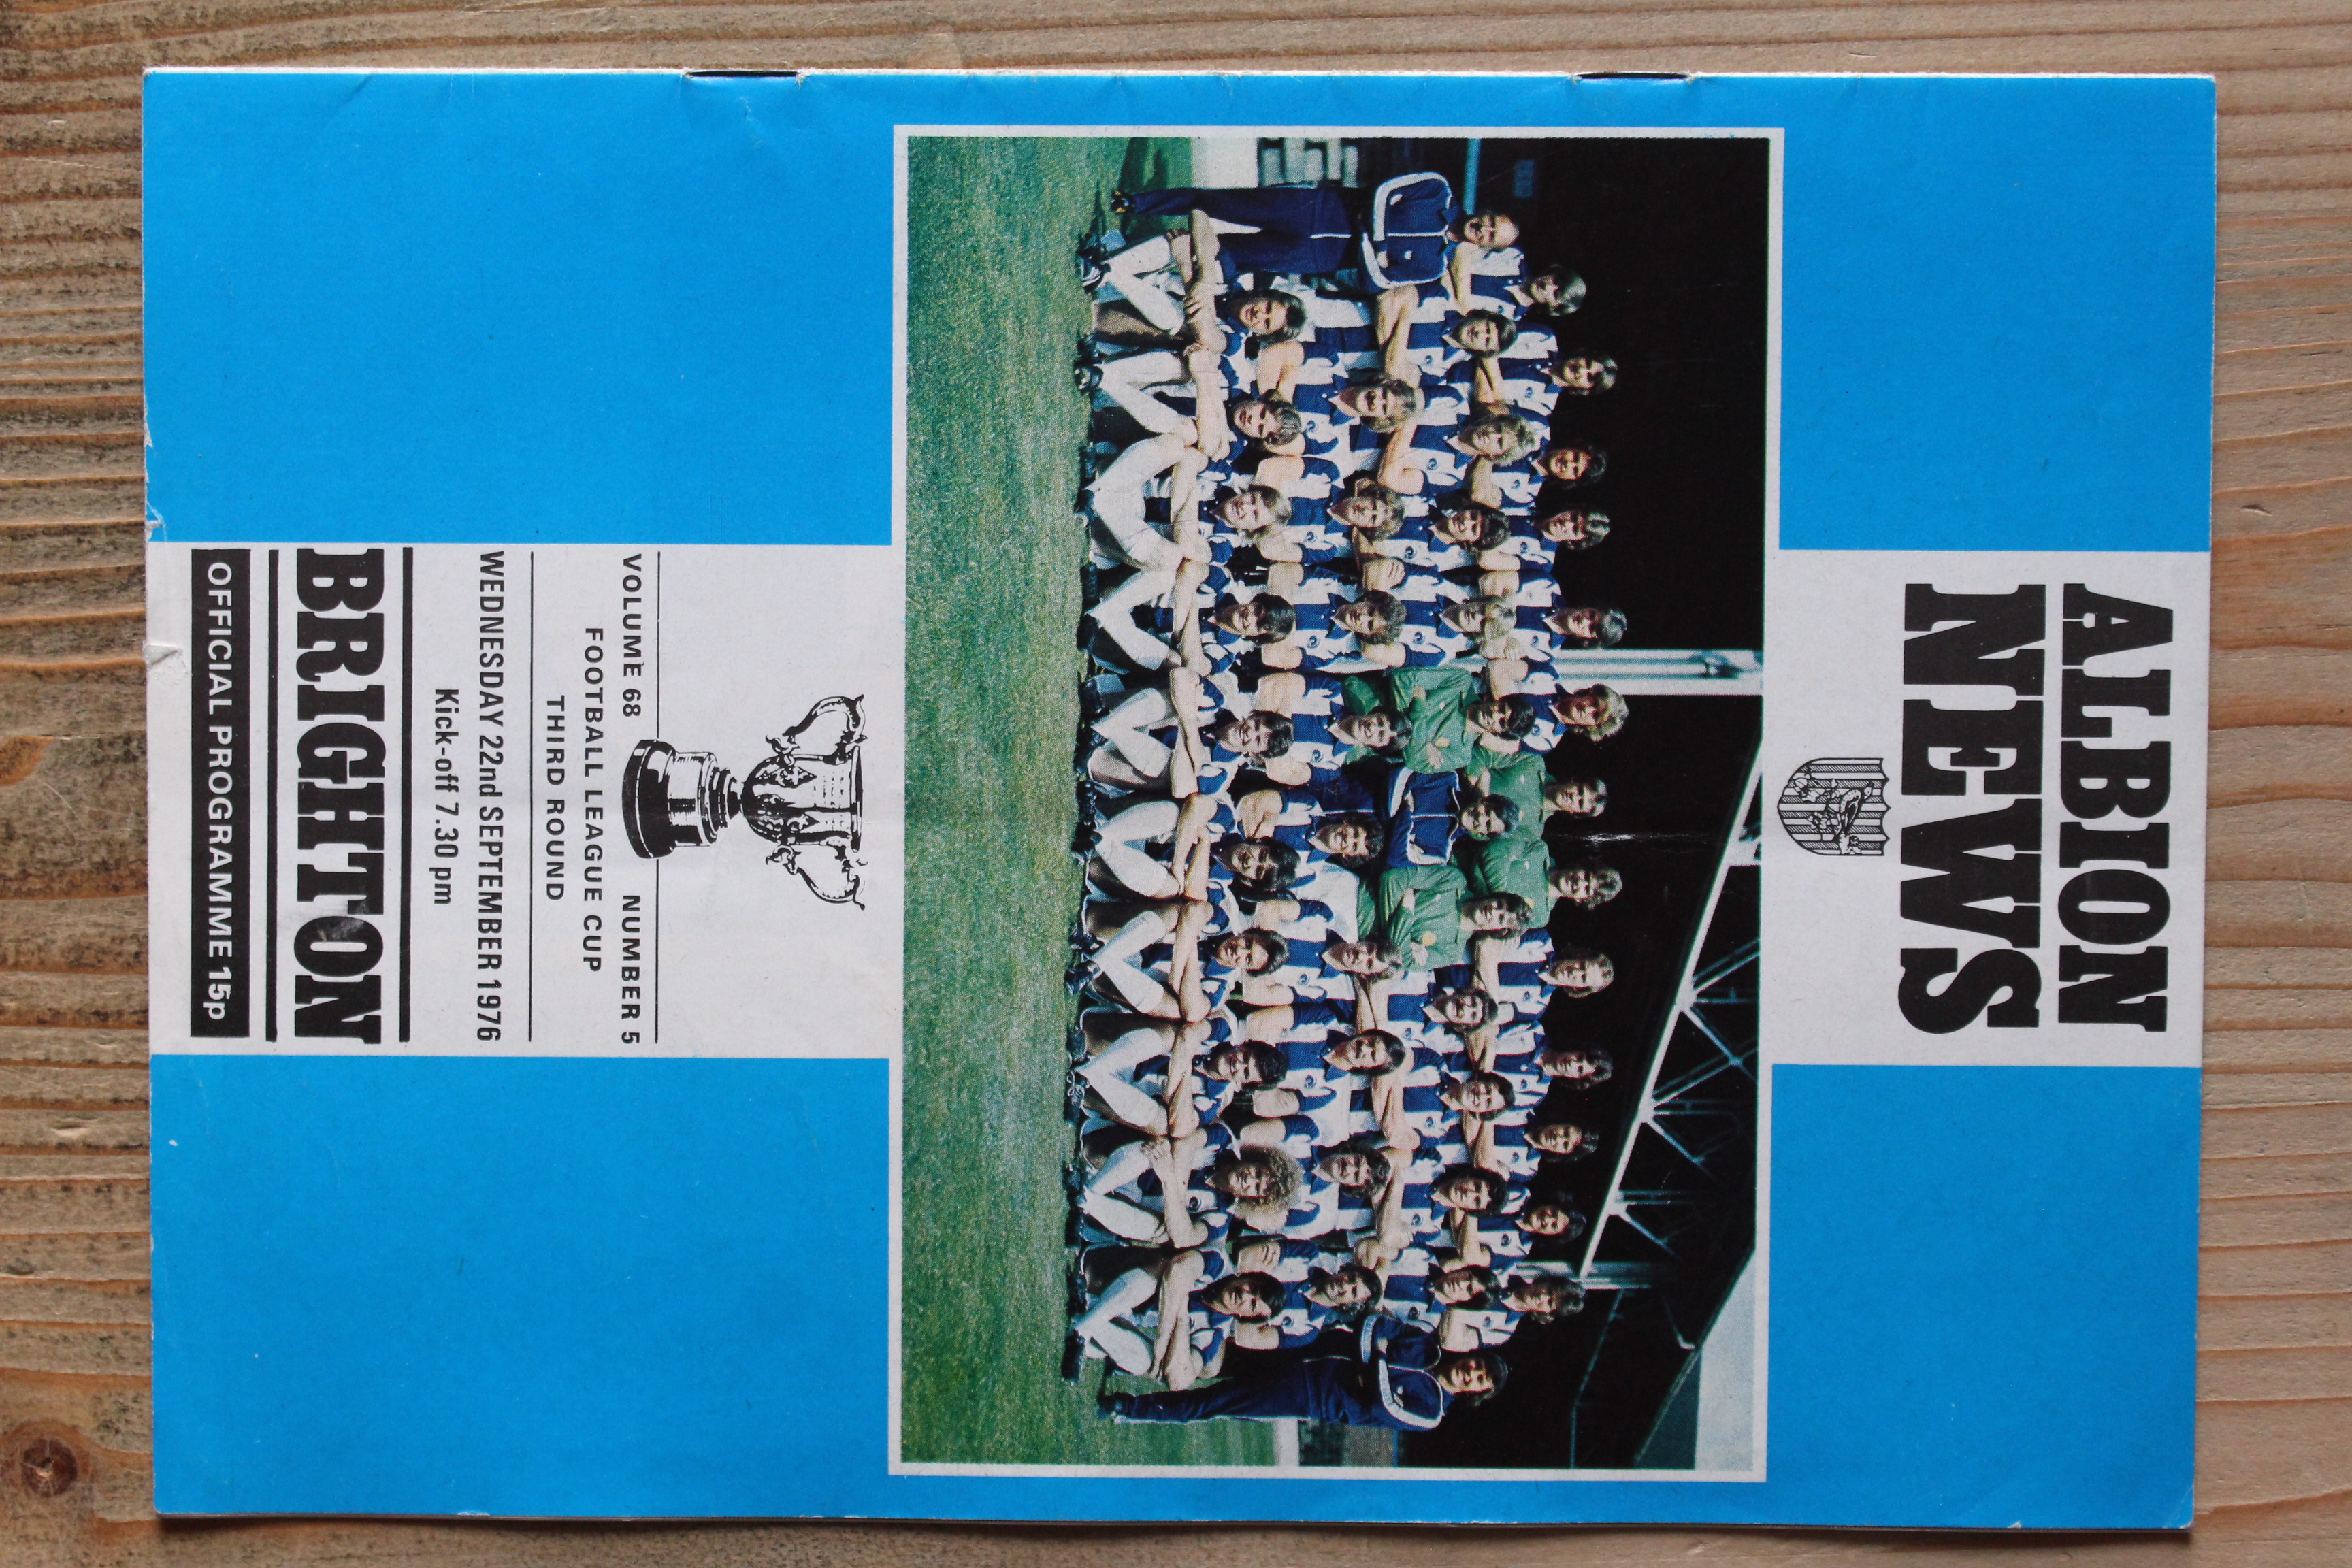 ALBION
NEWS
VOLUME 68 NUMBER 5
FOOTBALL LEAGUE CUP
THIRD ROUND
WEDNESDAY 22nd SEPTEMBER 1976
Kick-off 7.30 pm
BRIGHTON
OFFICIAL PROGRAMME 15p